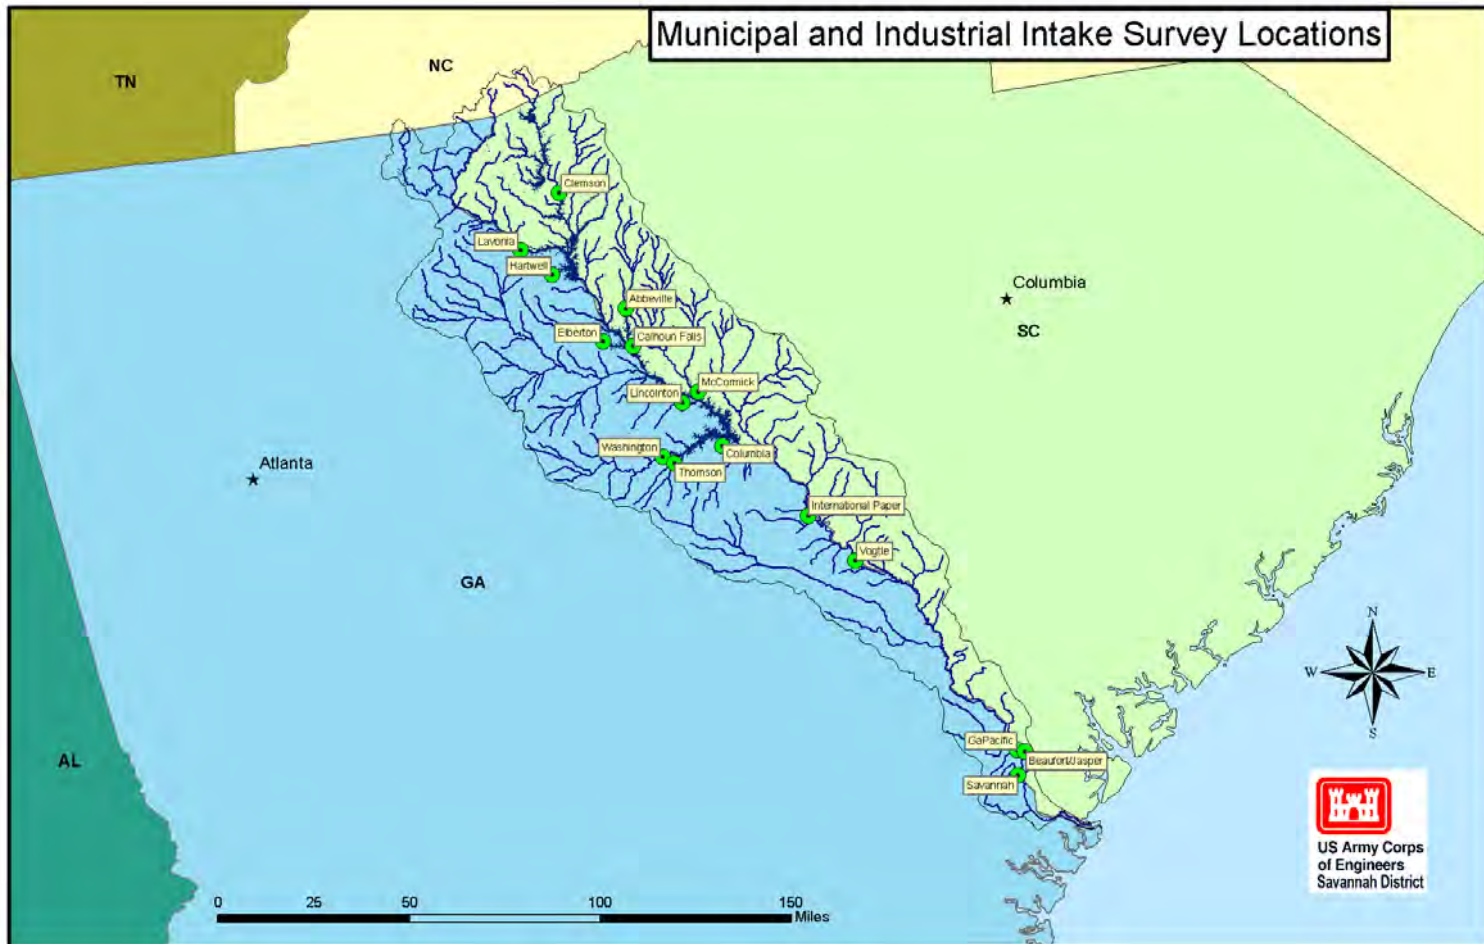 Municipal and Industrial Intake Survey Locations
NC
TN
Clemson
Lavonia
Hartwell
Columbia
Abbeville
SC
Elberton
Calhoun Falls
McCormick
Lincolnton
Washington
Columbia
Atlanta
Thomson
International Paper
Vogtle
GA
N
W
E
S
GaPacific
Beaufort/Jasper
AL
Savannah
US Army Corps
of Engineers
Savannah District
0 25 50 100 150
Miles